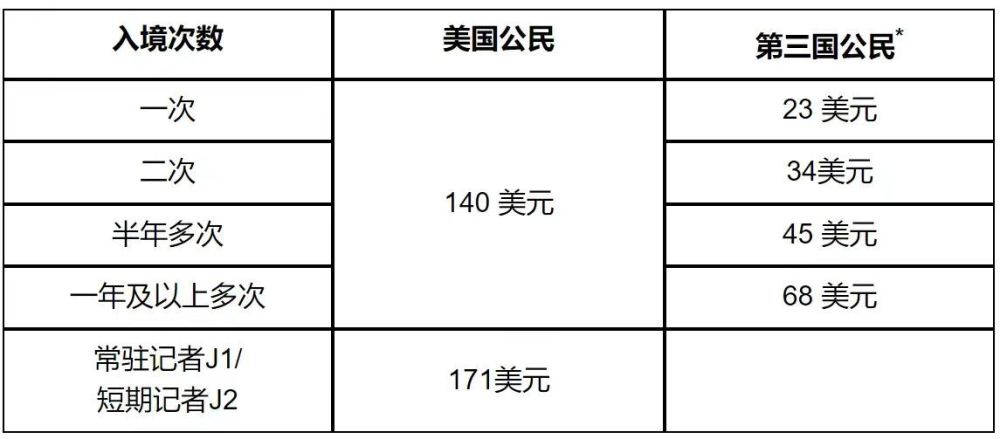 入境次数 美国公民 第三国公民*
一次 23 美元
二次 34美元
140 美元
半年多次 45 美元
一年及以上多次 68 美元
常驻记者J1/
短期记者J2
171美元